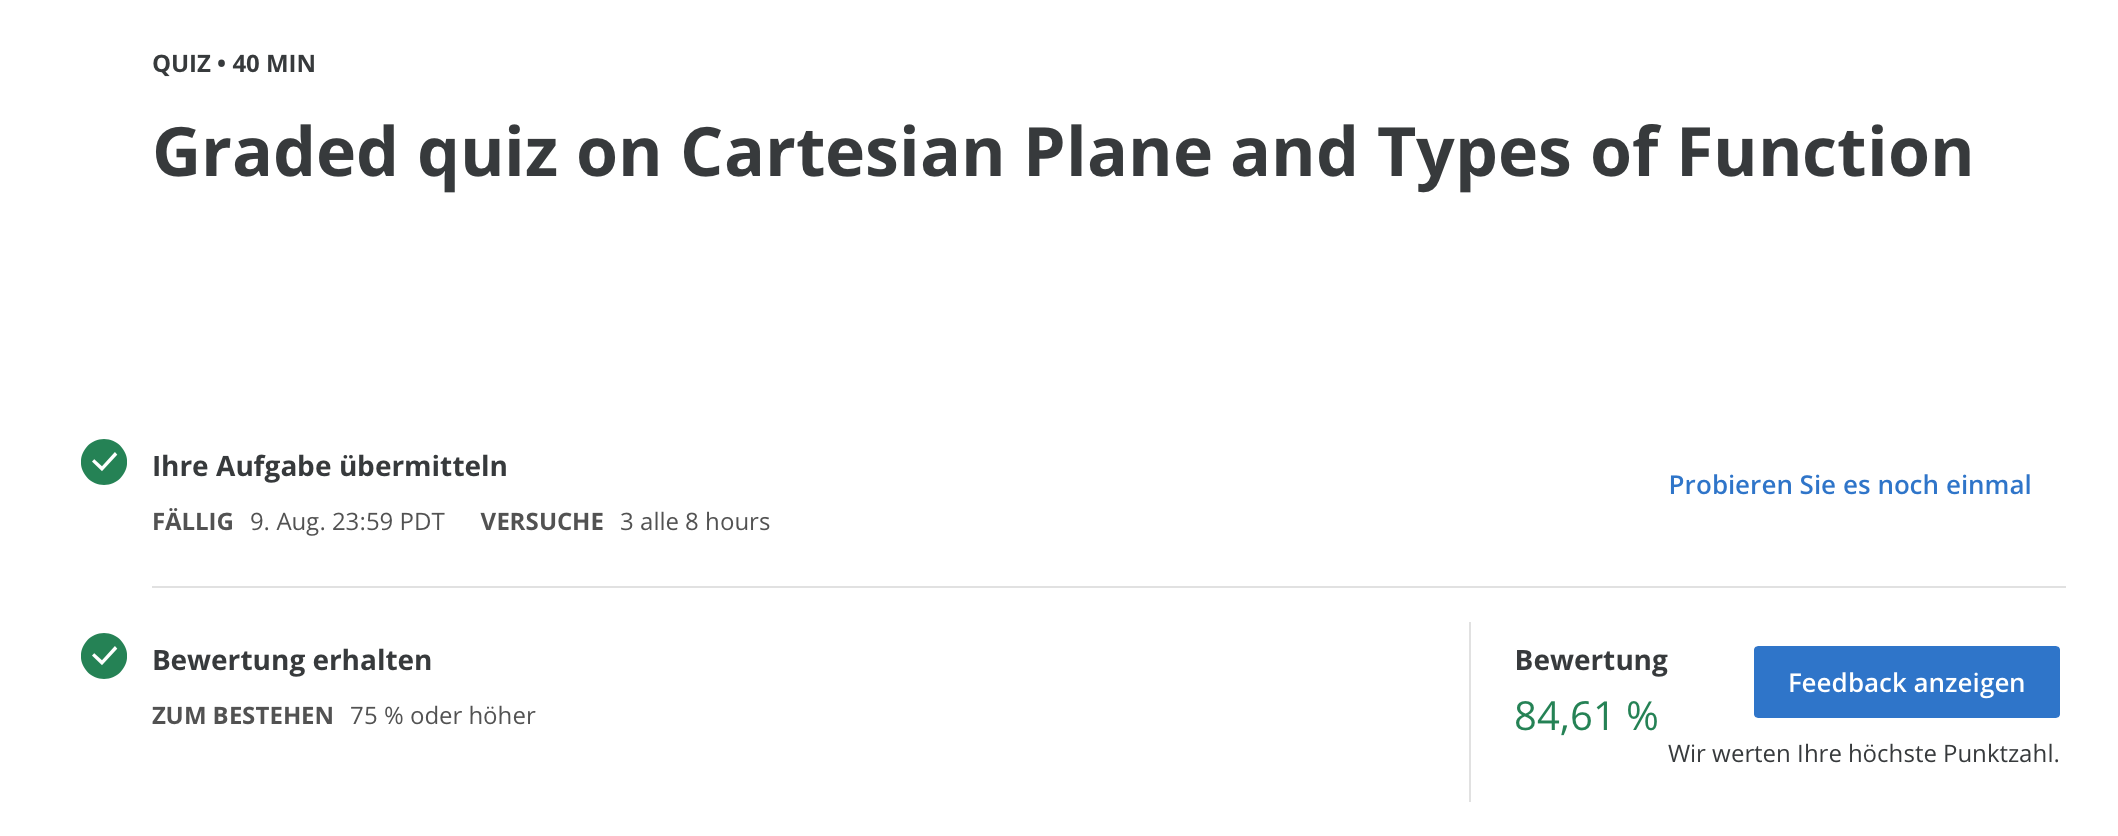 QUIZ • 40 MIN
Graded quiz on Cartesian Plane and Types of Function
Ihre Aufgabe übermitteln
FÄLLIG 9. Aug. 23:59 PDT VERSUCHE 3 alle 8 hours
Probieren Sie es noch einmal
Bewertung erhalten
ZUM BESTEHEN 75 % oder höher
Bewertung
84,61 %
Feedback anzeigen
Wir werten Ihre höchste Punktzahl.